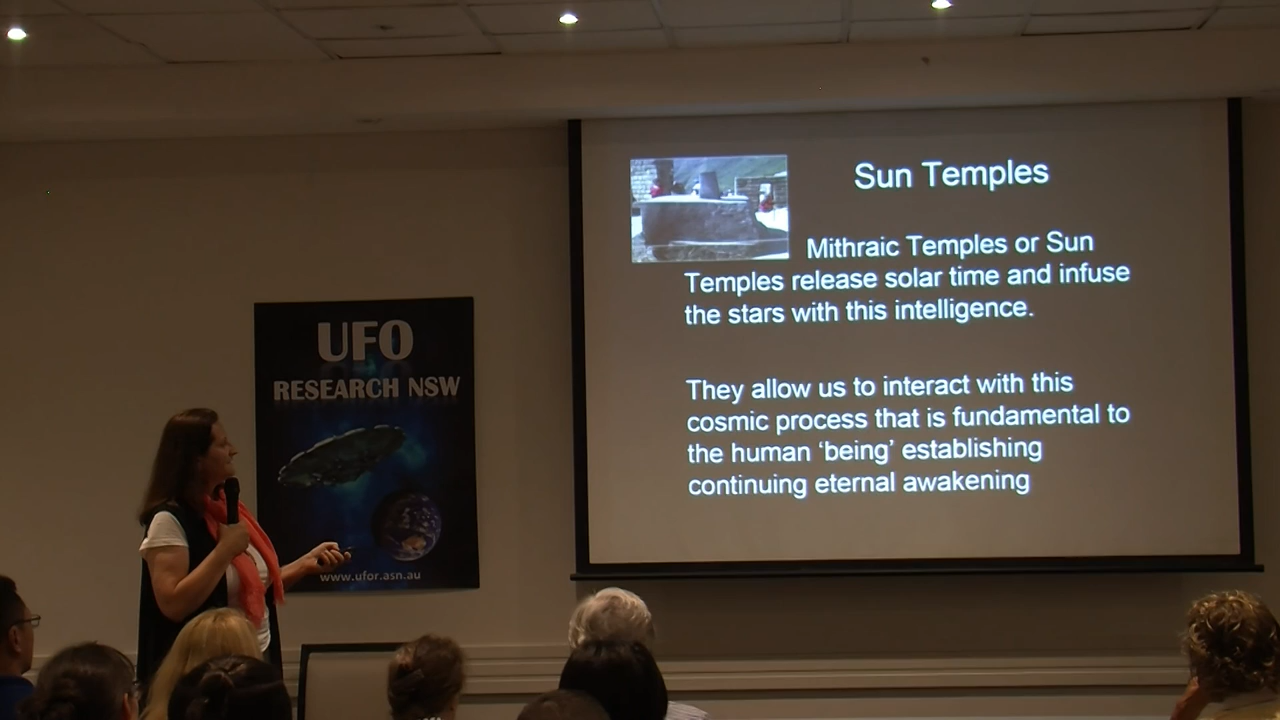 UFO
RESEARCH NSW
www.ufor.asn.au
Sun Temples
Mithraic Temples or Sun
Temples release solar time and infuse
the stars with this intelligence.
They allow us to interact with this
cosmic process that is fundamental to
the human ‘being’ establishing
continuing eternal awakening